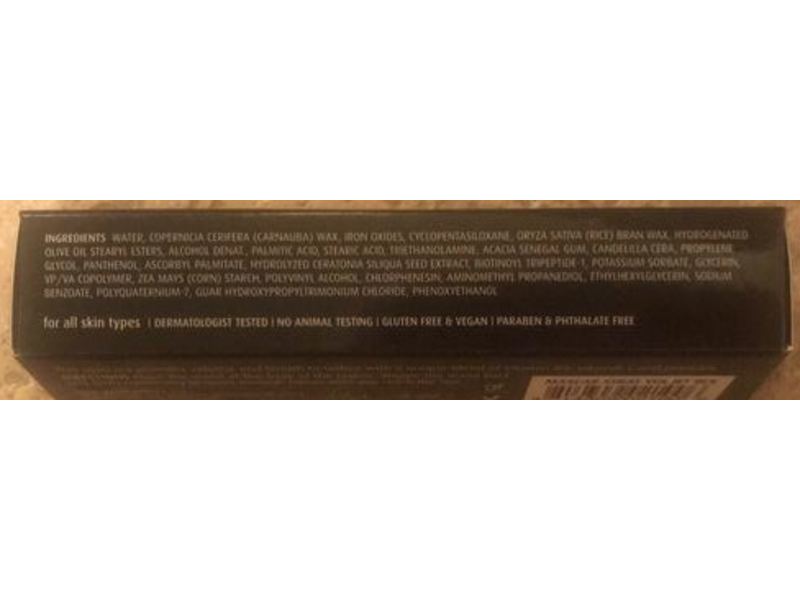 INGREDIENTS WATER, COPERNICIA CERIFERA (CARNAUBA) WAX, IRON OXIDES, CYCLOPENTASILOXANE, ORYZA SATIVA (RICE) BRAN WAX, HYDROGENATED
OLIVE OIL STEARYL ESTERS, ALCOHOL DENAT., PALMITIC ACID, STEARIC ACID, TRIETHANOLAMINE, ACACIA SENEGAL GUM, CANDELILLA CERA, PROPYLENE
GLYCOL, PANTHENOL, ASCORBYL PALMITATE, HYDROLYZED CERATONIA SILIQUA SEED EXTRACT, BIOTINOYL TRIPEPTIDE-1, POTASSIUM SORBATE, GLYCERIN,
VP/VA COPOLYMER, ZEA MAYS (CORN) STARCH, POLYVINYL ALCOHOL, CHLORPHENESIN, AMINOMETHYL PROPANEDIOL, ETHYLHEXYLGLYCERIN, SODIUM
BENZOATE, POLYQUATERNIUM-7, GUAR HYDROXYPROPYLTRIMONIUM CHLORIDE, PHENOXYETHANOL
for all skin types | DERMATOLOGIST TESTED | NO ANIMAL TESTING | GLUTEN FREE & VEGAN | PARABEN & PHTHALATE FREE